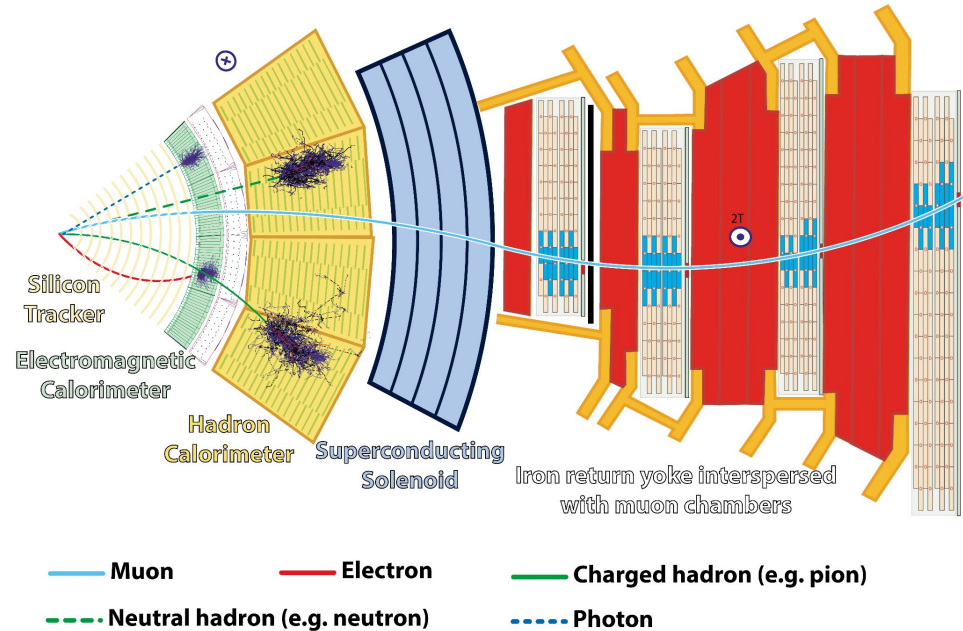 2T
Silicon
Tracker
Electromagnetic
Calorimeter
Hadron
Calorimeter
Superconducting
Solenoid
Iron return yoke interspersed
with muon chambers
Muon
Electron
Charged hadron (e.g. pion)
Neutral hadron (e.g. neutron)
Photon